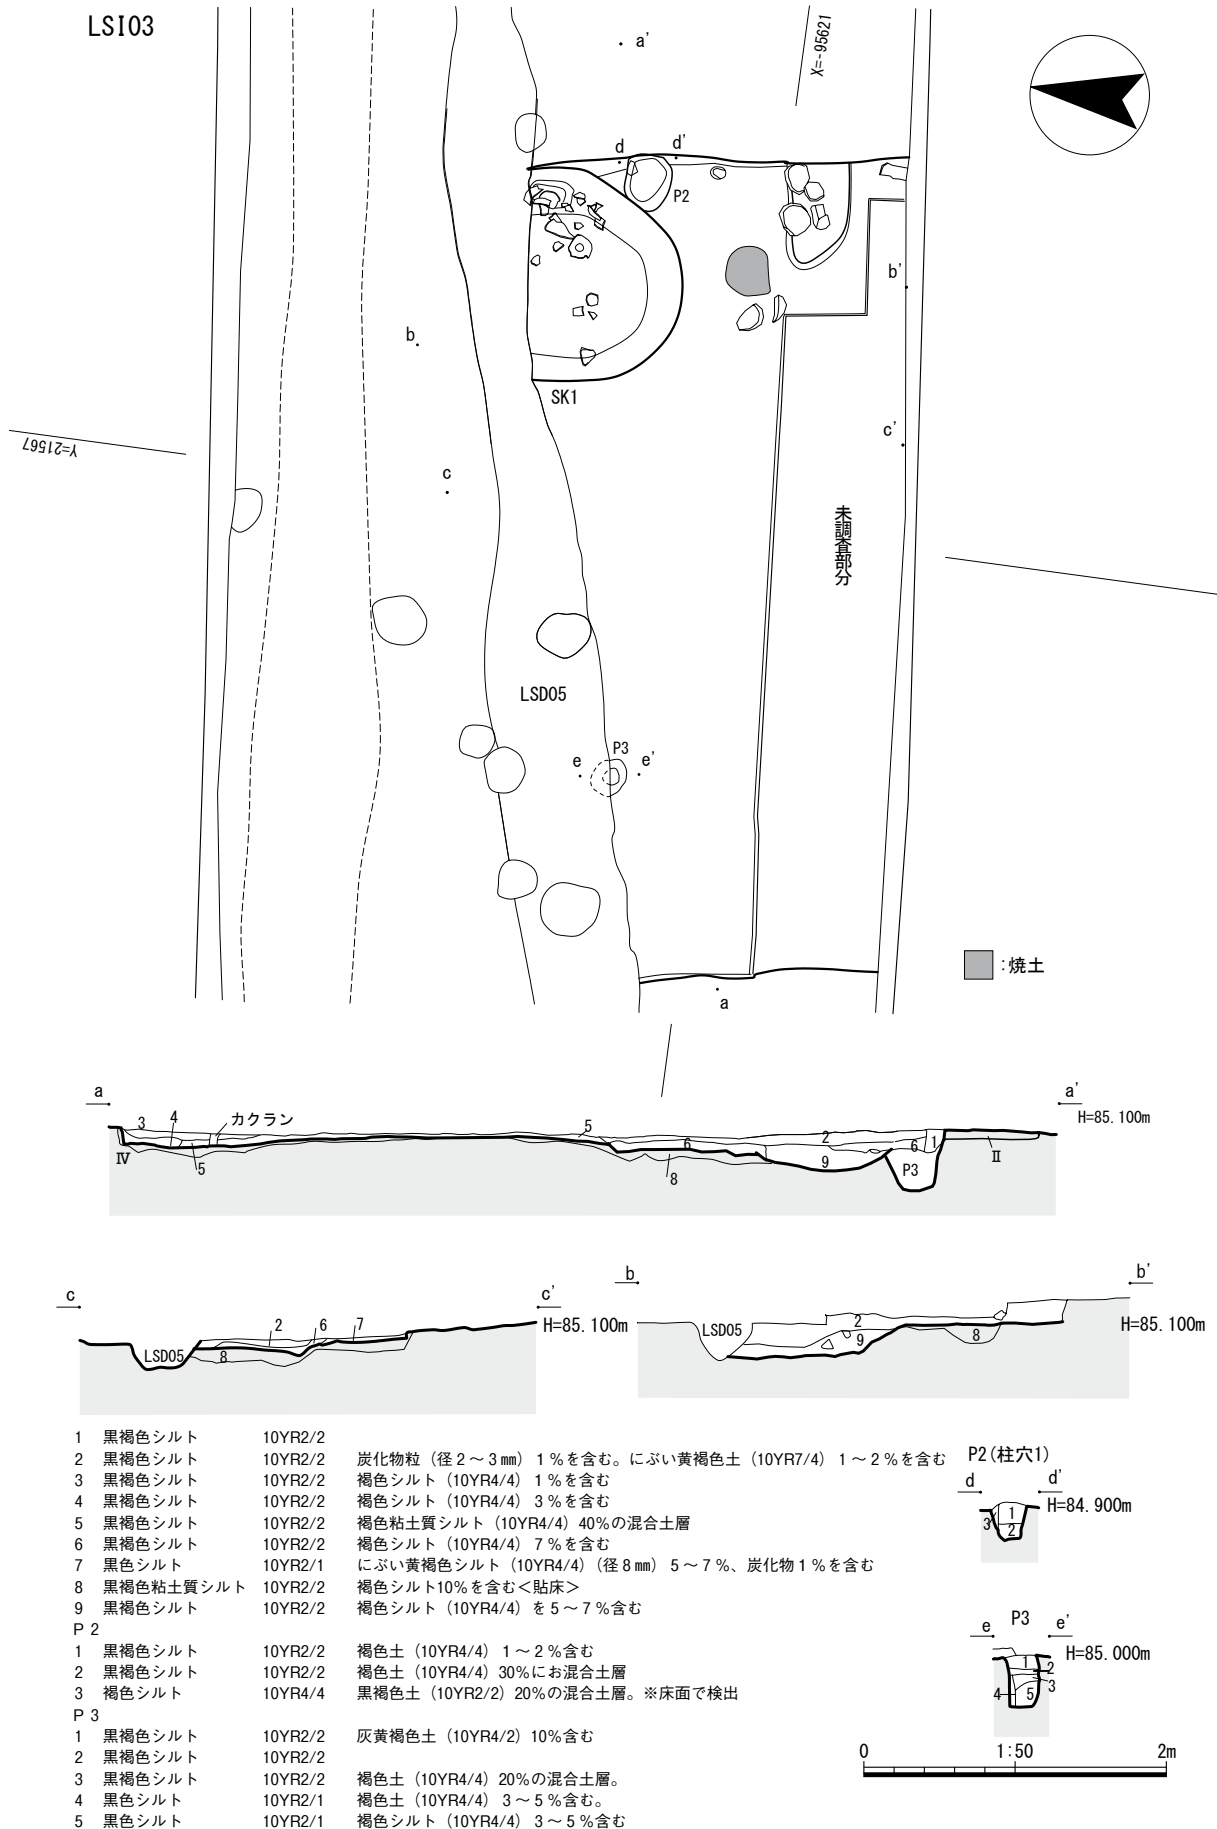 LSI03
a'
X=-95621
d
d'
P2
b'
b
SK1
c'
Y=21567
c
未調査部分
LSD05
P3
e
e'
:焼土
a
a
a'
H=85.100m
3
4
カクラン
5
2
6
6
1
Ⅳ
5
8
9
P3
Ⅱ
c
c'
H=85.100m
2
6
7
LSD05
8
b
b'
H=85.100m
LSD05
2
9
8
1 黒褐色シルト 10YR2/2
2 黒褐色シルト 10YR2/2 炭化物粒（径２～３㎜）１％を含む。にぶい黄褐色土（10YR7/4）１～２％を含む
3 黒褐色シルト 10YR2/2 褐色シルト（10YR4/4）１％を含む
4 黒褐色シルト 10YR2/2 褐色シルト（10YR4/4）３％を含む
5 黒褐色シルト 10YR2/2 褐色粘土質シルト（10YR4/4）40％の混合土層
6 黒褐色シルト 10YR2/2 褐色シルト（10YR4/4）７％を含む
7 黒色シルト 10YR2/1 にぶい黄褐色シルト（10YR4/4）（径８㎜）５～７％、炭化物１％を含む
8 黒褐色粘土質シルト 10YR2/2 褐色シルト10％を含む＜貼床＞
9 黒褐色シルト 10YR2/2 褐色シルト（10YR4/4）を５～７％含む
Ｐ２
1 黒褐色シルト 10YR2/2 褐色土（10YR4/4）１～２％含む
2 黒褐色シルト 10YR2/2 褐色土（10YR4/4）30％にお混合土層
3 褐色シルト 10YR4/4 黒褐色土（10YR2/2）20％の混合土層。※床面で検出
Ｐ３
1 黒褐色シルト 10YR2/2 灰黄褐色土（10YR4/2）10％含む
2 黒褐色シルト 10YR2/2
3 黒褐色シルト 10YR2/2 褐色土（10YR4/4）20％の混合土層。
4 黒色シルト 10YR2/1 褐色土（10YR4/4）３～５％含む。
5 黒色シルト 10YR2/1 褐色シルト（10YR4/4）３～５％含む
P2(柱穴1)
d
d'
H=84.900m
1
2
3
P3
e
e'
H=85.000m
1
2
3
4
5
0 1:50 2m